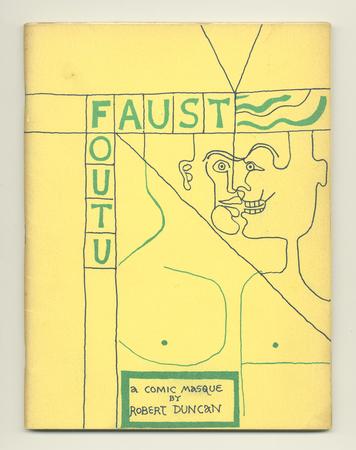 FAUST
FOUTU
a COMIC MASQUE
BY
ROBERT DUNCAN